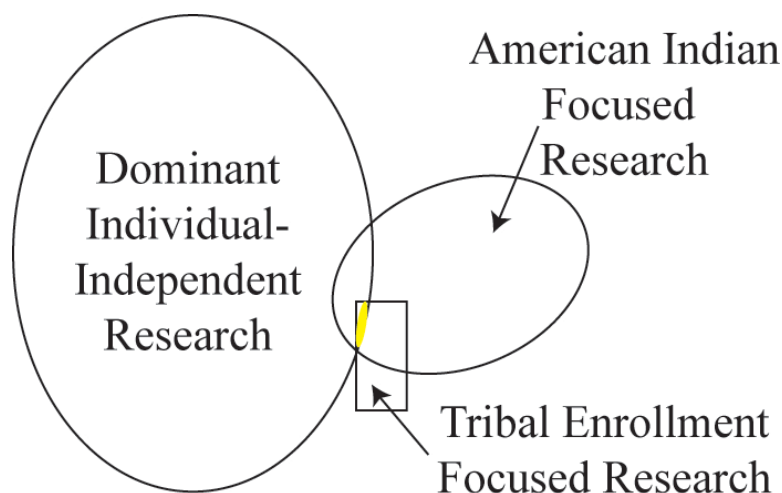 Dominant
Individual-
Independent
Research
American Indian
Focused
Research
Tribal Enrollment
Focused Research